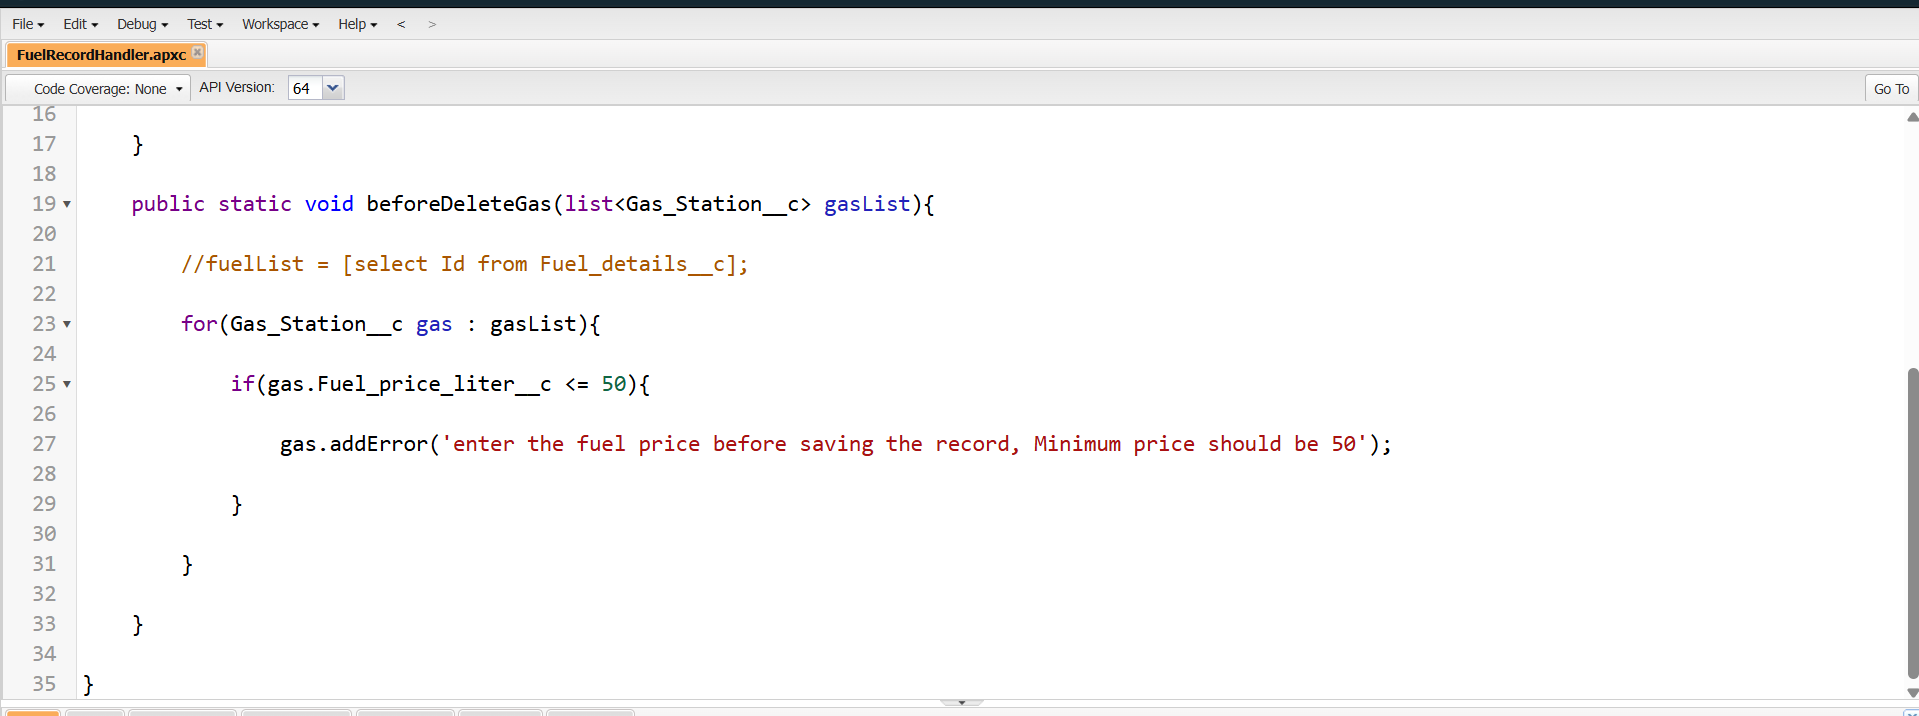 File Edit Debug Test Workspace Help < >
FuelRecordHandler.apxc
Code Coverage: None API Version: 64 Go To
16
17 }
18
19 public static void beforeDeleteGas(list<Gas_Station__c> gasList){
20
21 //fuelList = [select Id from Fuel_details__c];
22
23 for(Gas_Station__c gas : gasList){
24
25 if(gas.Fuel_price_liter__c <= 50){
26
27 gas.addError('enter the fuel price before saving the record, Minimum price should be 50');
28
29 }
30
31 }
32
33 }
34
35 }